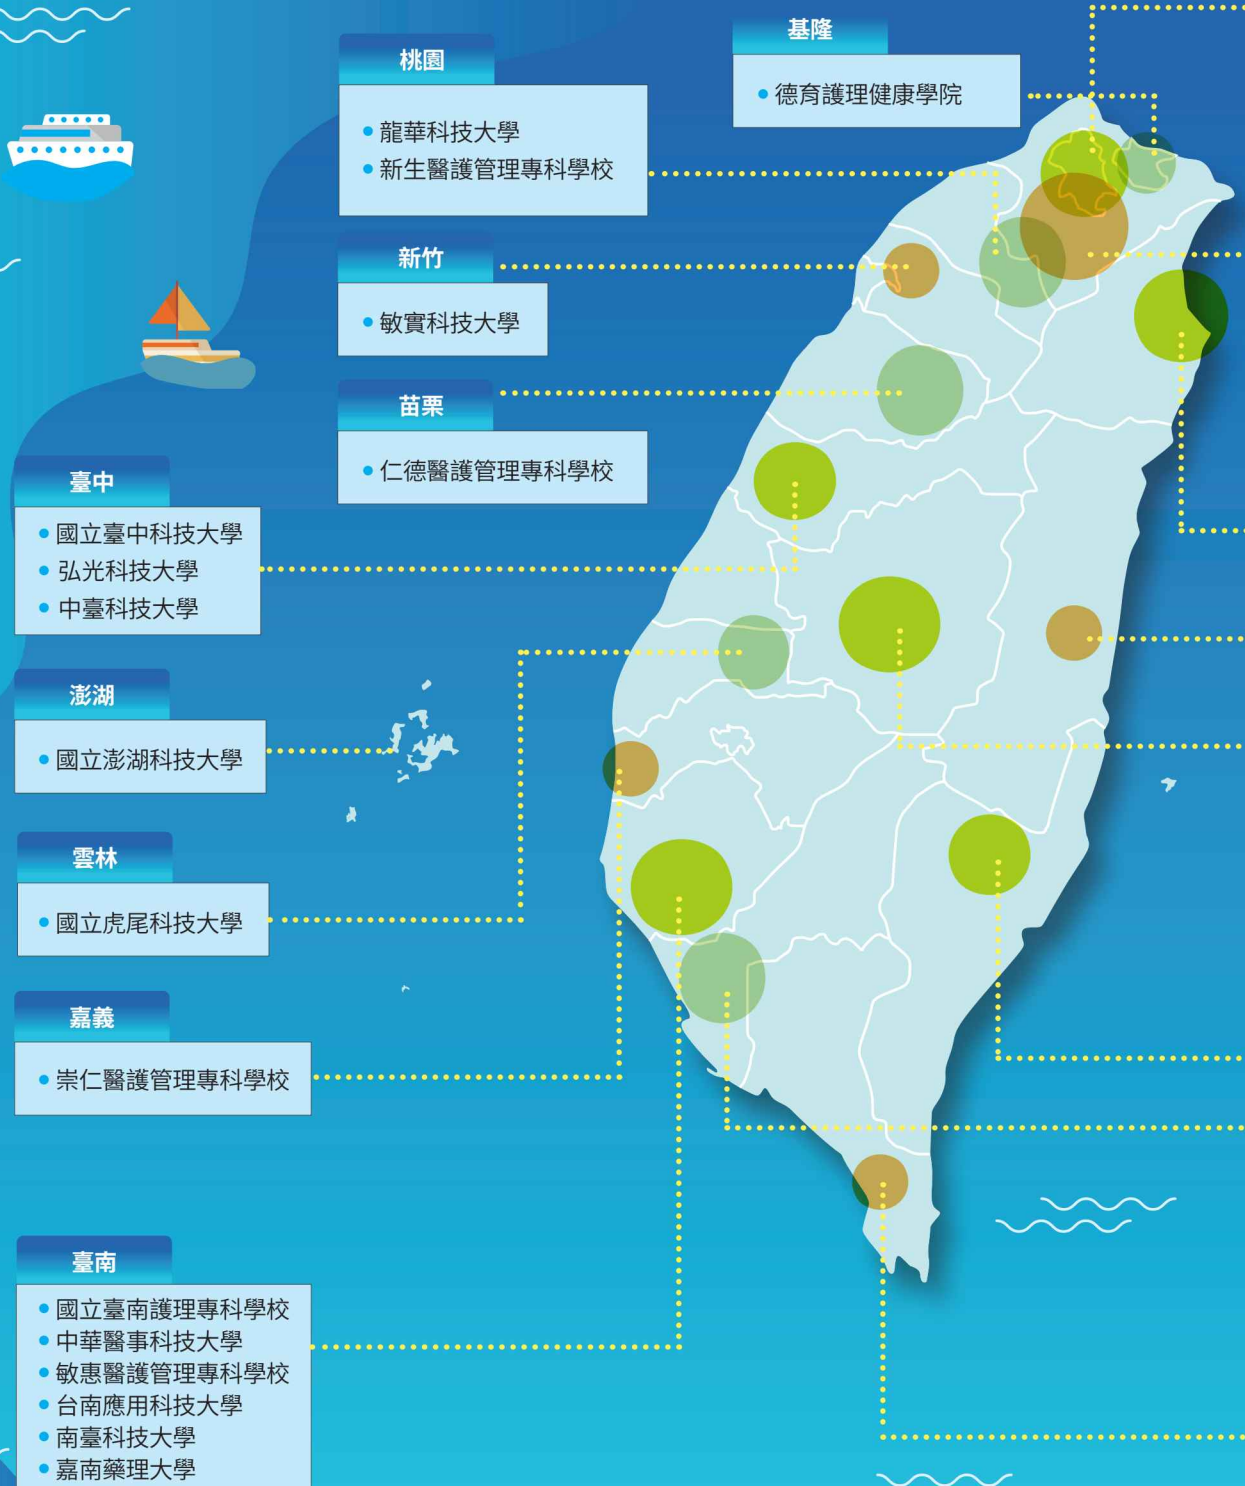 基隆
德育護理健康學院
桃園
龍華科技大學
新生醫護管理專科學校
新竹
敏實科技大學
苗栗
仁德醫護管理專科學校
臺中
國立臺中科技大學
弘光科技大學
中臺科技大學
澎湖
國立澎湖科技大學
雲林
國立虎尾科技大學
嘉義
崇仁醫護管理專科學校
臺南
國立臺南護理專科學校
中華醫事科技大學
敏惠醫護管理專科學校
台南應用科技大學
南臺科技大學
嘉南藥理大學